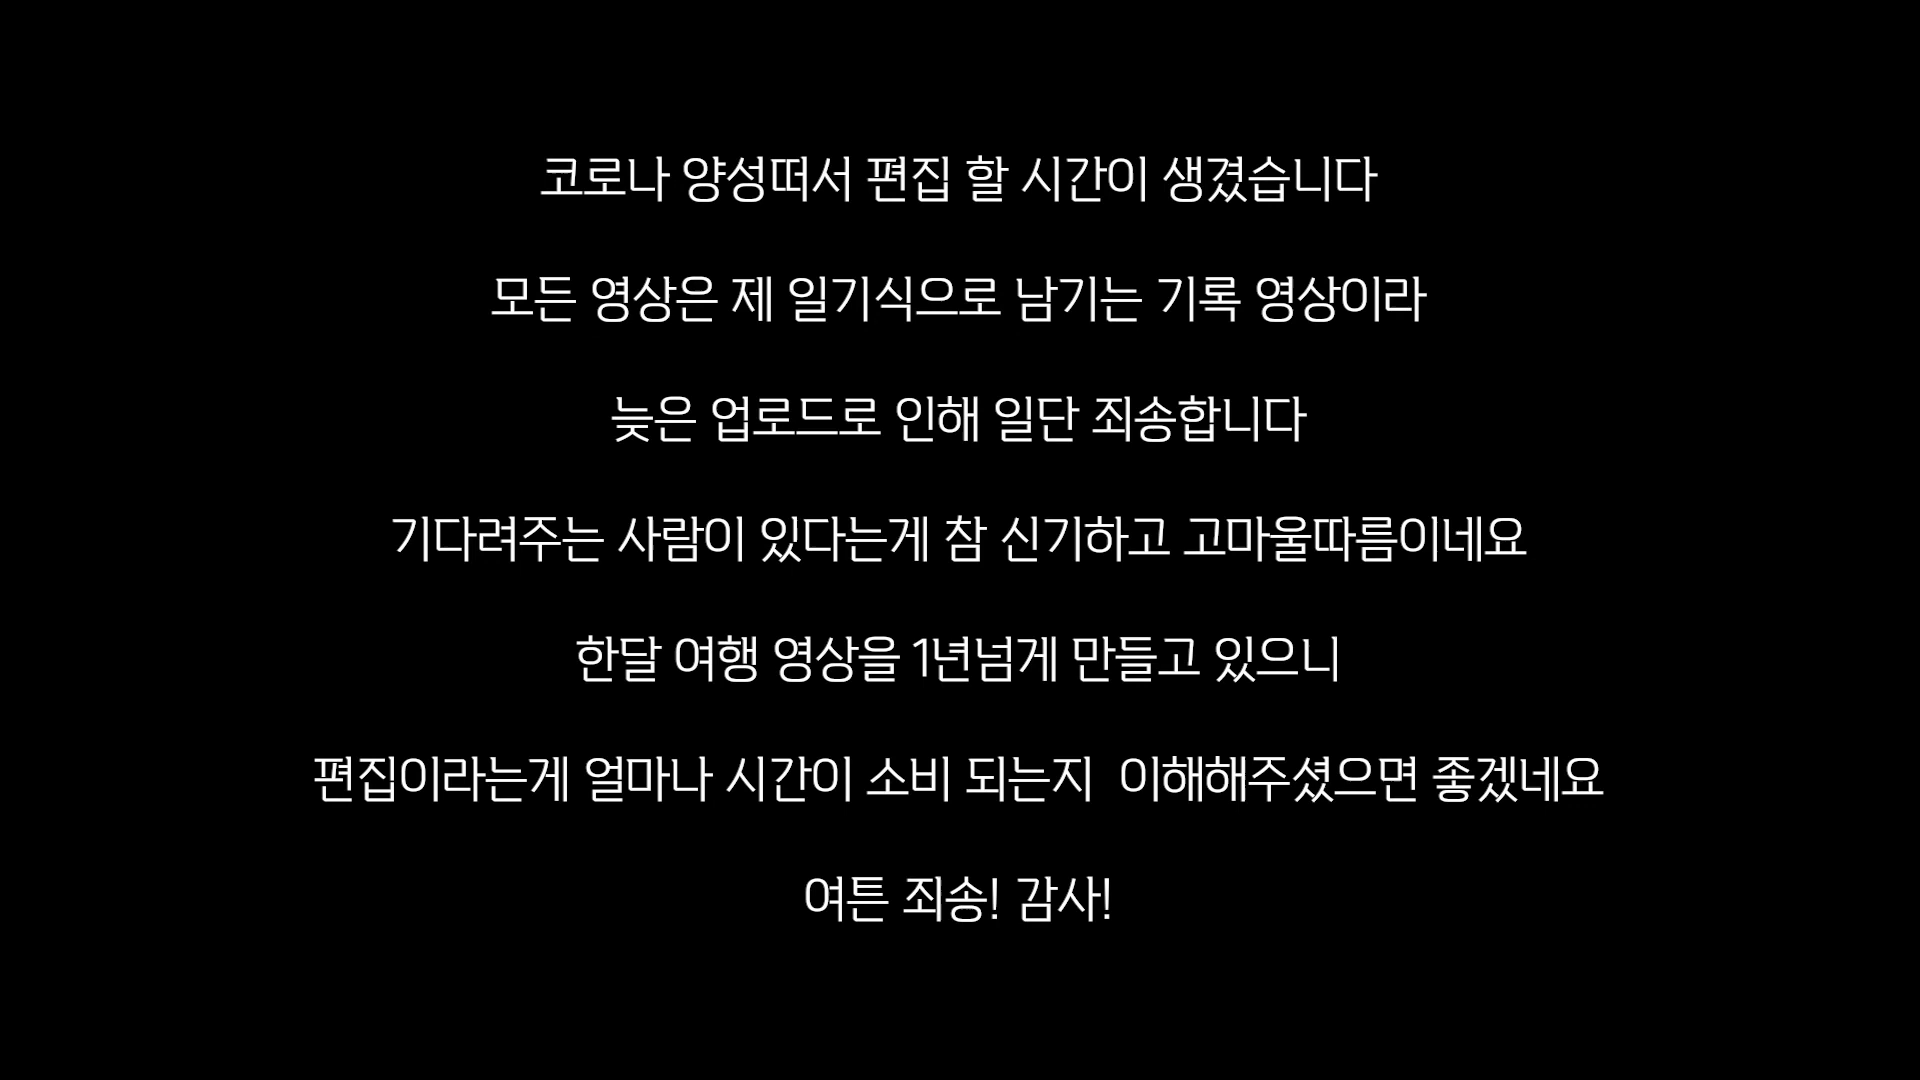 코로나 양성떠서 편집 할 시간이 생겼습니다
모든 영상은 제 일기식으로 남기는 기록 영상이라
늦은 업로드로 인해 일단 죄송합니다
기다려주는 사람이 있다는게 참 신기하고 고마울따름이네요
한달 여행 영상을 1년넘게 만들고 있으니
편집이라는게 얼마나 시간이 소비 되는지  이해해주셨으면 좋겠네요
여튼 죄송! 감사!